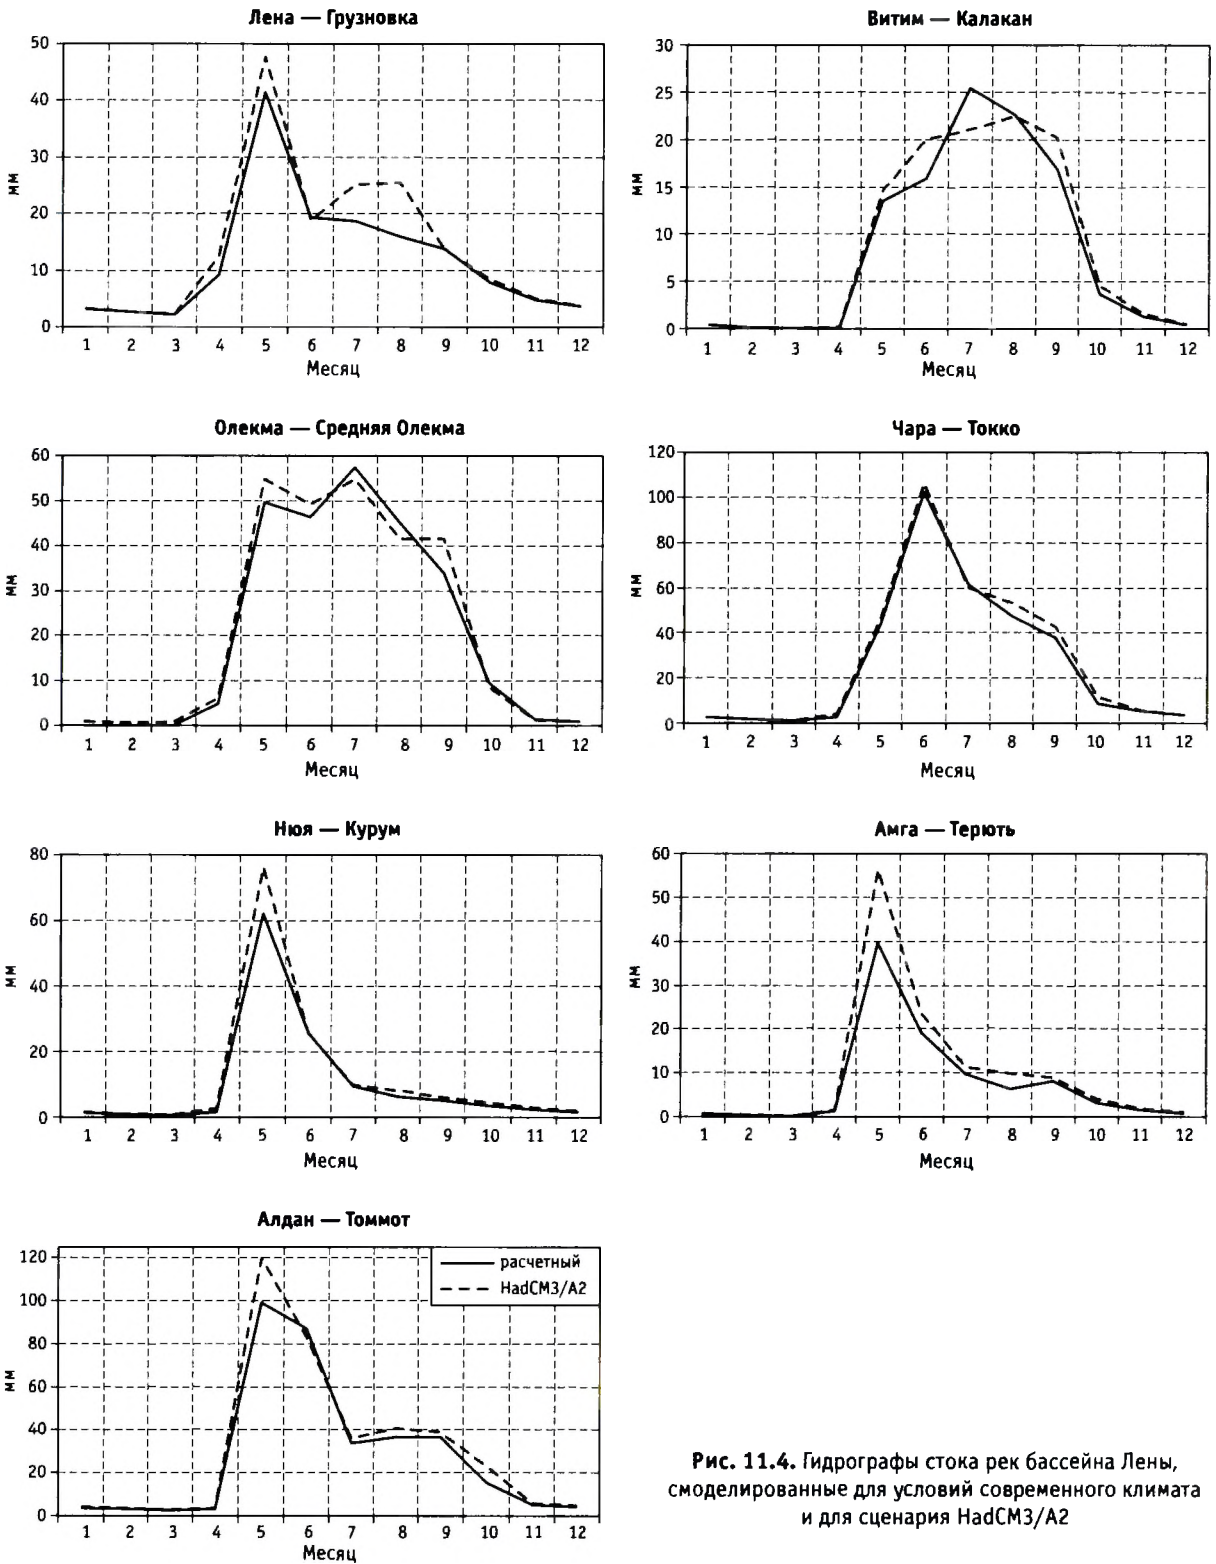 Лена — Грузновка
50
40
30
20
10
0
мм
1 2 3 4 5 6 7 8 9 10 11 12
Месяц
Витим — Калакан
30
25
20
15
10
5
0
мм
1 2 3 4 5 6 7 8 9 10 11 12
Месяц
Олекма — Средняя Олекма
60
50
40
30
20
10
0
мм
1 2 3 4 5 6 7 8 9 10 11 12
Месяц
Чара — Токко
120
100
80
60
40
20
0
мм
1 2 3 4 5 6 7 8 9 10 11 12
Месяц
Нюя — Курум
80
60
40
20
0
мм
1 2 3 4 5 6 7 8 9 10 11 12
Месяц
Амга — Терють
60
50
40
30
20
10
0
мм
1 2 3 4 5 6 7 8 9 10 11 12
Месяц
Алдан — Томмот
120
100
80
60
40
20
0
мм
расчетный
HadCM3/A2
1 2 3 4 5 6 7 8 9 10 11 12
Месяц
Рис. 11.4. Гидрографы стока рек бассейна Лены,
смоделированные для условий современного климата
и для сценария HadCM3/A2